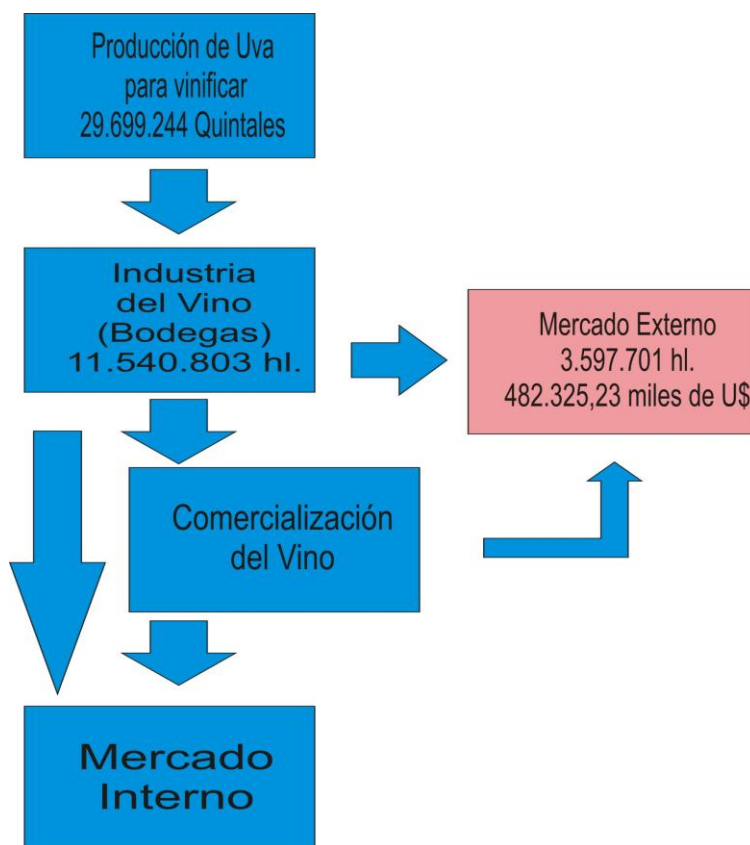 Producción de Uva
para vinificar
29.699.244 Quintales
Industria
del Vino
(Bodegas)
11.540.803 hl.
Mercado Externo
3.597.701 hl.
482.325,23 miles de U$
Comercialización
del Vino
Mercado
Interno